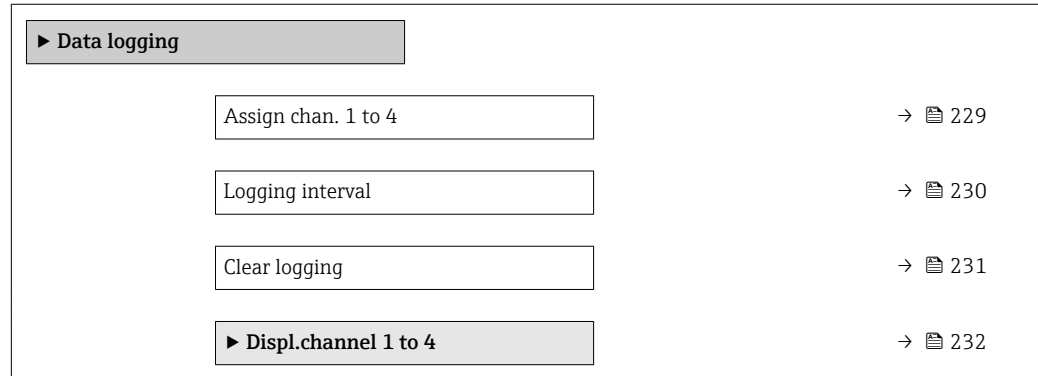 ▶ Data logging
Assign chan. 1 to 4 → 229
Logging interval → 230
Clear logging → 231
▶ Displ.channel 1 to 4 → 232